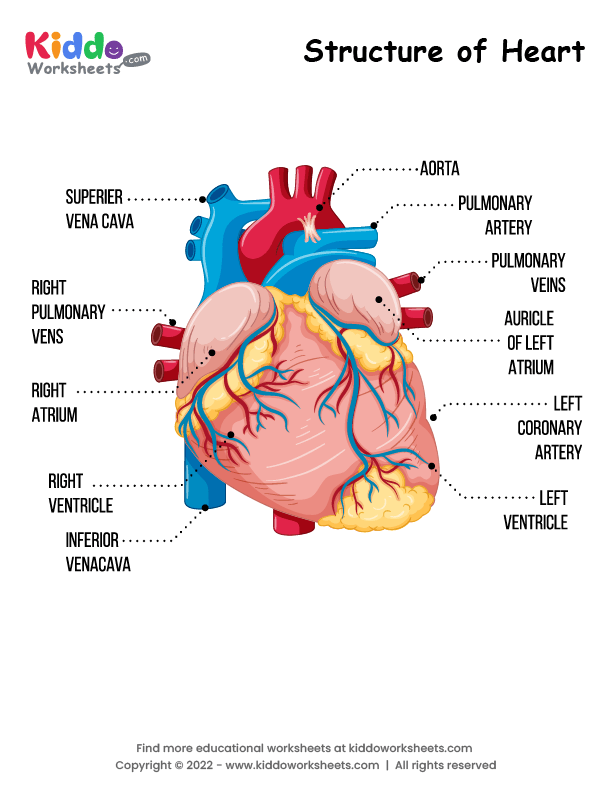 Kiddo
Worksheets
.com
Structure of Heart
AORTA
SUPERIER
VENA CAVA
PULMONARY
ARTERY
PULMONARY
VEINS
RIGHT
PULMONARY
VENS
AURICLE
OF LEFT
ATRIUM
RIGHT
ATRIUM
LEFT
CORONARY
ARTERY
RIGHT
VENTRICLE
LEFT
VENTRICLE
INFERIOR
VENACAVA
Find more educational worksheets at kiddoworksheets.com
Copyright © 2022 - www.kiddoworksheets.com | All rights reserved